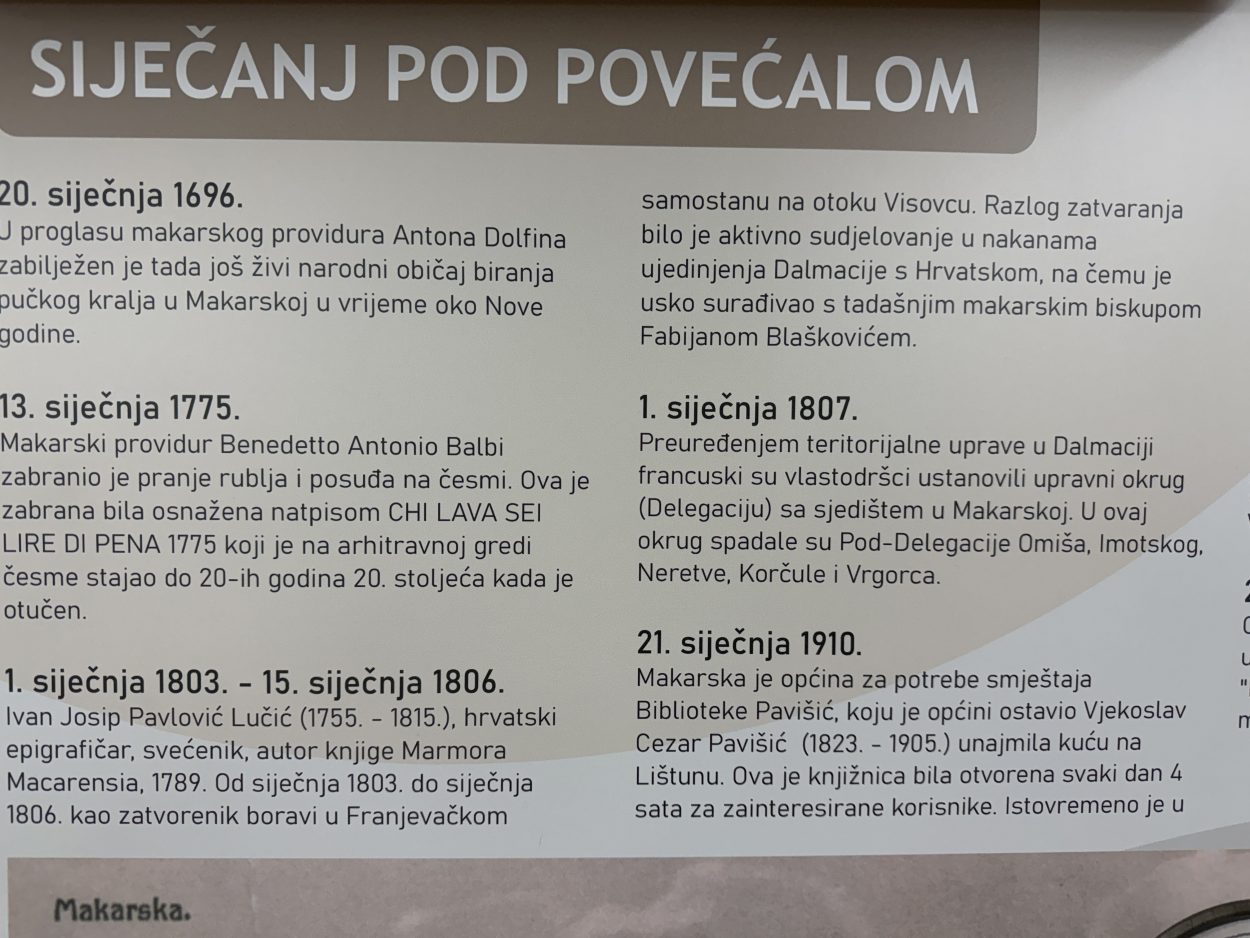 SIJEČANJ POD POVEĆALOM
20. siječnja 1696.
U proglasu makarskog providura Antona Dolfina
zabilježen je tada još živi narodni običaj biranja
pučkog kralja u Makarskoj u vrijeme oko Nove
godine.
13. siječnja 1775.
Makarski providur Benedetto Antonio Balbi
zabranio je pranje rublja i posuđa na česmi. Ova je
zabrana bila osnažena natpisom CHI LAVA SEI
LIRE DI PENA 1775 koji je na arhitravnoj gredi
česme stajao do 20-ih godina 20. stoljeća kada je
otučen.
1. siječnja 1803. - 15. siječnja 1806.
Ivan Josip Pavlović Lučić (1755. - 1815.), hrvatski
epigrafičar, svećenik, autor knjige Marmora
Macarensia, 1789. Od siječnja 1803. do siječnja
1806. kao zatvorenik boravi u Franjevačkom
samostanu na otoku Visovcu. Razlog zatvaranja
bilo je aktivno sudjelovanje u nakanama
ujedinjenja Dalmacije s Hrvatskom, na čemu je
usko surađivao s tadašnjim makarskim biskupom
Fabijanom Blaškovićem.
1. siječnja 1807.
Preuređenjem teritorijalne uprave u Dalmaciji
francuski su vlastodršci ustanovili upravni okrug
(Delegaciju) sa sjedištem u Makarskoj. U ovaj
okrug spadale su Pod-Delegacije Omiša, Imotskog,
Neretve, Korčule i Vrgorca.
21. siječnja 1910.
Makarska je općina za potrebe smještaja
Biblioteke Pavišić, koju je općini ostavio Vjekoslav
Cezar Pavišić (1823. - 1905.) unajmila kuću na
Lištunu. Ova je knjižnica bila otvorena svaki dan 4
sata za zainteresirane korisnike. Istovremeno je u
Makarska.